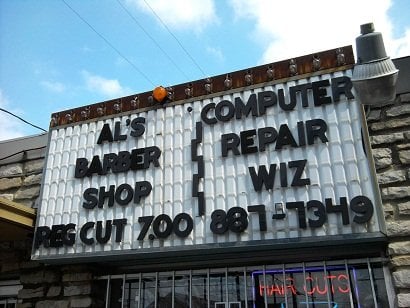 AL'S
BARBER
SHOP
REG CUT 7.00
COMPUTER
REPAIR
WIZ
887-7349
HAIR CUTS